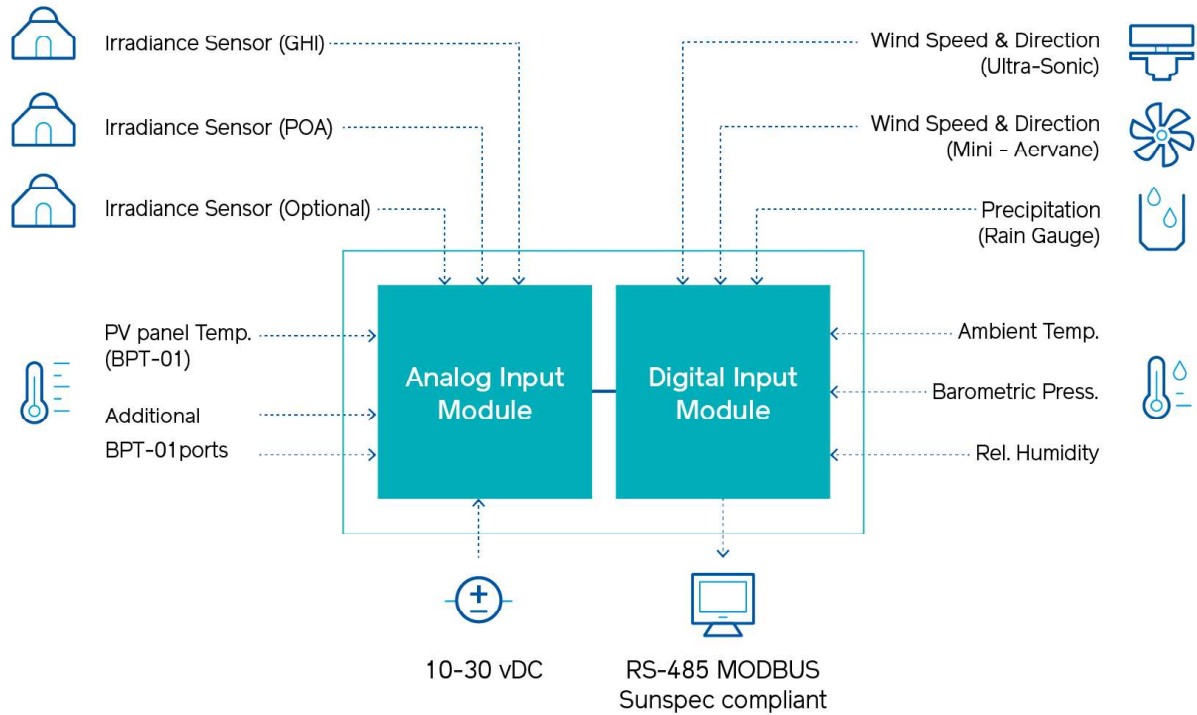 Irradiance Sensor (GHI)
Irradiance Sensor (POA)
Irradiance Sensor (Optional)
Wind Speed & Direction
(Ultra-Sonic)
Wind Speed & Direction
(Mini - Aervane)
Precipitation
(Rain Gauge)
PV panel Temp.
(BPT-01)
Additional
BPT-01 ports
Analog Input
Module
Digital Input
Module
Ambient Temp.
Barometric Press.
Rel. Humidity
10-30 vDC
RS-485 MODBUS
Sunspec compliant